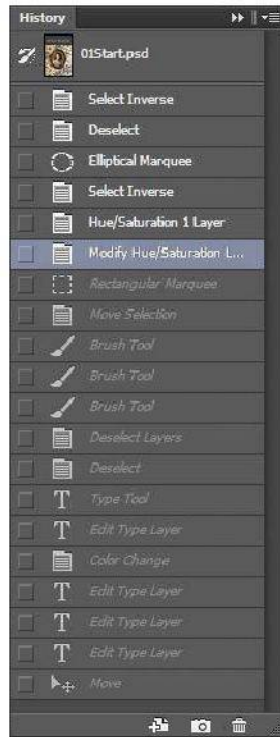 History
01Start.psd
Select Inverse
Deselect
Elliptical Marquee
Select Inverse
Hue/Saturation 1 Layer
Modify Hue/Saturation L...
Rectangular Marquee
Move Selection
Brush Tool
Brush Tool
Brush Tool
Deselect Layers
Deselect
Type Tool
Edit Type Layer
Color Change
Edit Type Layer
Edit Type Layer
Edit Type Layer
Move